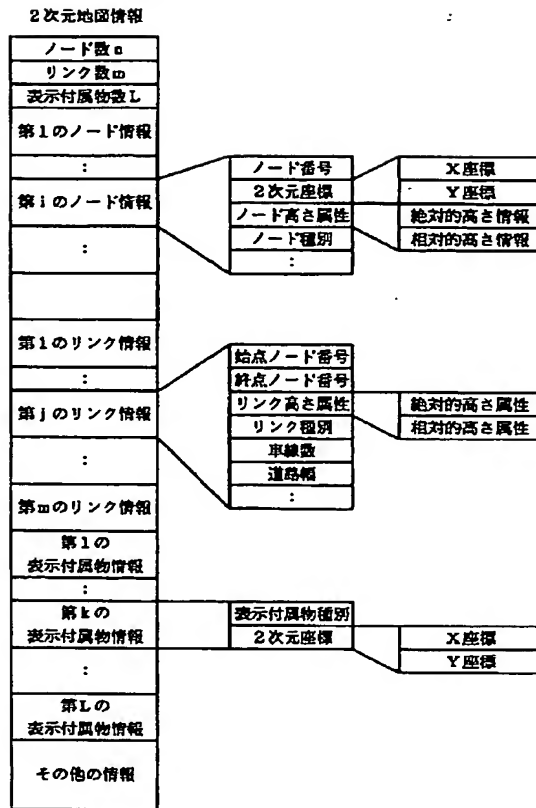 2次元地図情報
:
ノード数n
リンク数m
表示付属物数L
第1のノード情報
:
第iのノード情報
:
ノード番号
2次元座標
ノード高さ属性
ノード種別
:
X座標
Y座標
絶対的高さ情報
相対的高さ情報
第1のリンク情報
:
第jのリンク情報
:
第mのリンク情報
始点ノード番号
終点ノード番号
リンク高さ属性
リンク種別
車線数
道路幅
:
絶対的高さ属性
相対的高さ属性
第1の
表示付属物情報
:
第kの
表示付属物情報
:
第Lの
表示付属物情報
その他の情報
表示付属物種別
2次元座標
X座標
Y座標